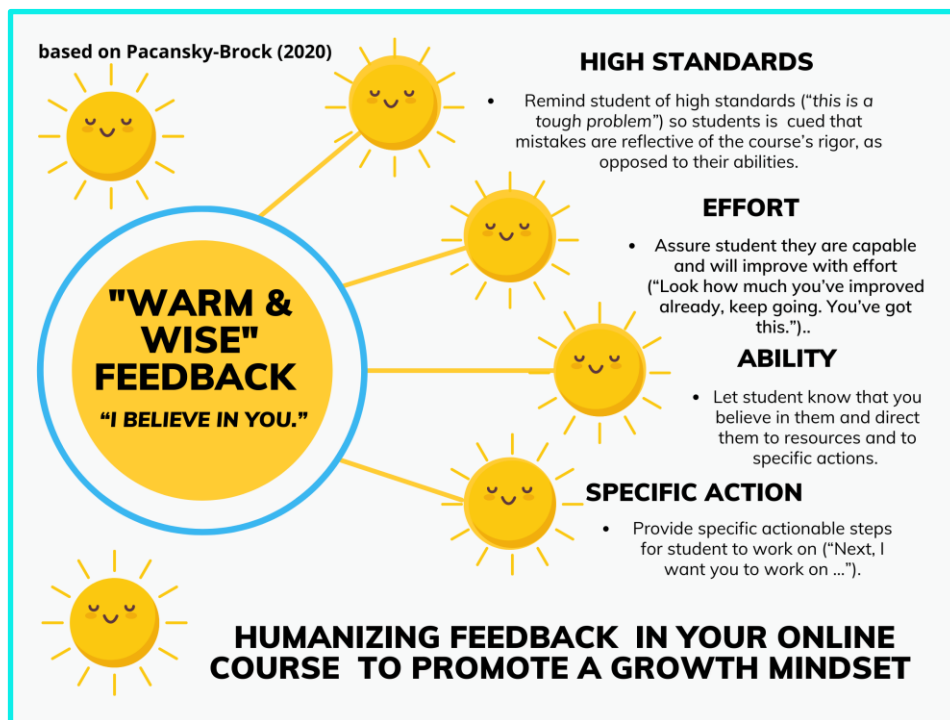 based on Pacansky-Brock (2020)
HIGH STANDARDS
• Remind student of high standards (“this is a
tough problem”) so students is cued that
mistakes are reflective of the course’s rigor, as
opposed to their abilities.
EFFORT
• Assure student they are capable
and will improve with effort
(“Look how much you’ve improved
already, keep going. You’ve got
this.”)..
"WARM &
WISE"
FEEDBACK
“I BELIEVE IN YOU.”
ABILITY
• Let student know that you
believe in them and direct
them to resources and to
specific actions.
SPECIFIC ACTION
• Provide specific actionable steps
for student to work on (“Next, I
want you to work on ...”).
HUMANIZING FEEDBACK IN YOUR ONLINE
COURSE TO PROMOTE A GROWTH MINDSET